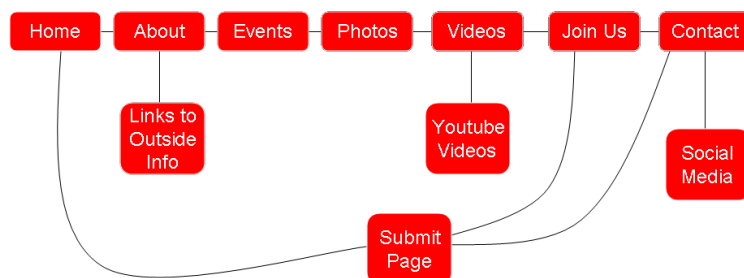 Home
About
Events
Photos
Videos
Join Us
Contact
Links to
Outside
Info
Youtube
Videos
Social
Media
Submit
Page